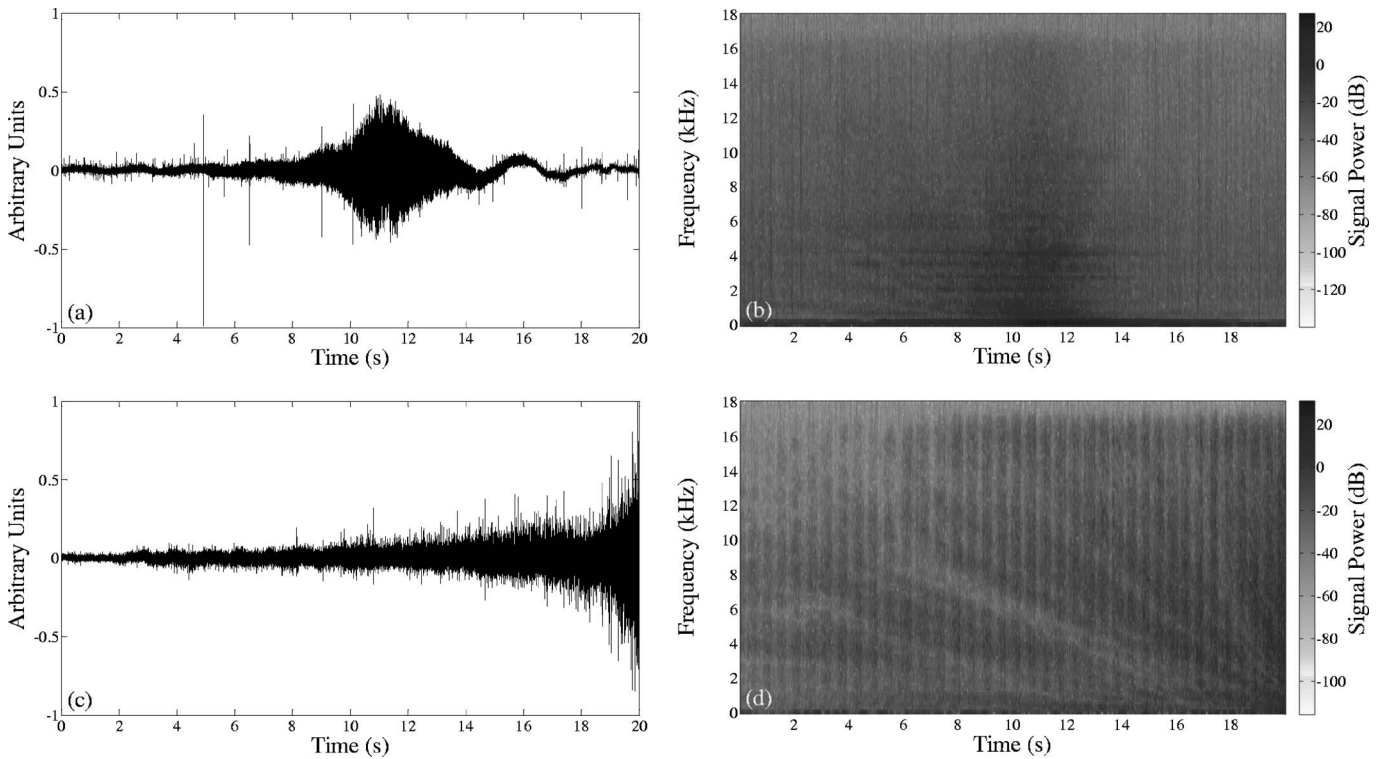 1
0.5
0
-0.5
-1
Arbitrary Units
(a)
0 2 4 6 8 10 12 14 16 18 20
Time (s)
18
16
14
12
10
8
6
4
2
0
Frequency (kHz)
(b)
2 4 6 8 10 12 14 16 18
Time (s)
20
0
-20
-40
-60
-80
-100
-120
Signal Power (dB)
1
0.5
0
-0.5
-1
Arbitrary Units
(c)
0 2 4 6 8 10 12 14 16 18 20
Time (s)
18
16
14
12
10
8
6
4
2
0
Frequency (kHz)
(d)
2 4 6 8 10 12 14 16 18
Time (s)
20
0
-20
-40
-60
-80
-100
Signal Power (dB)